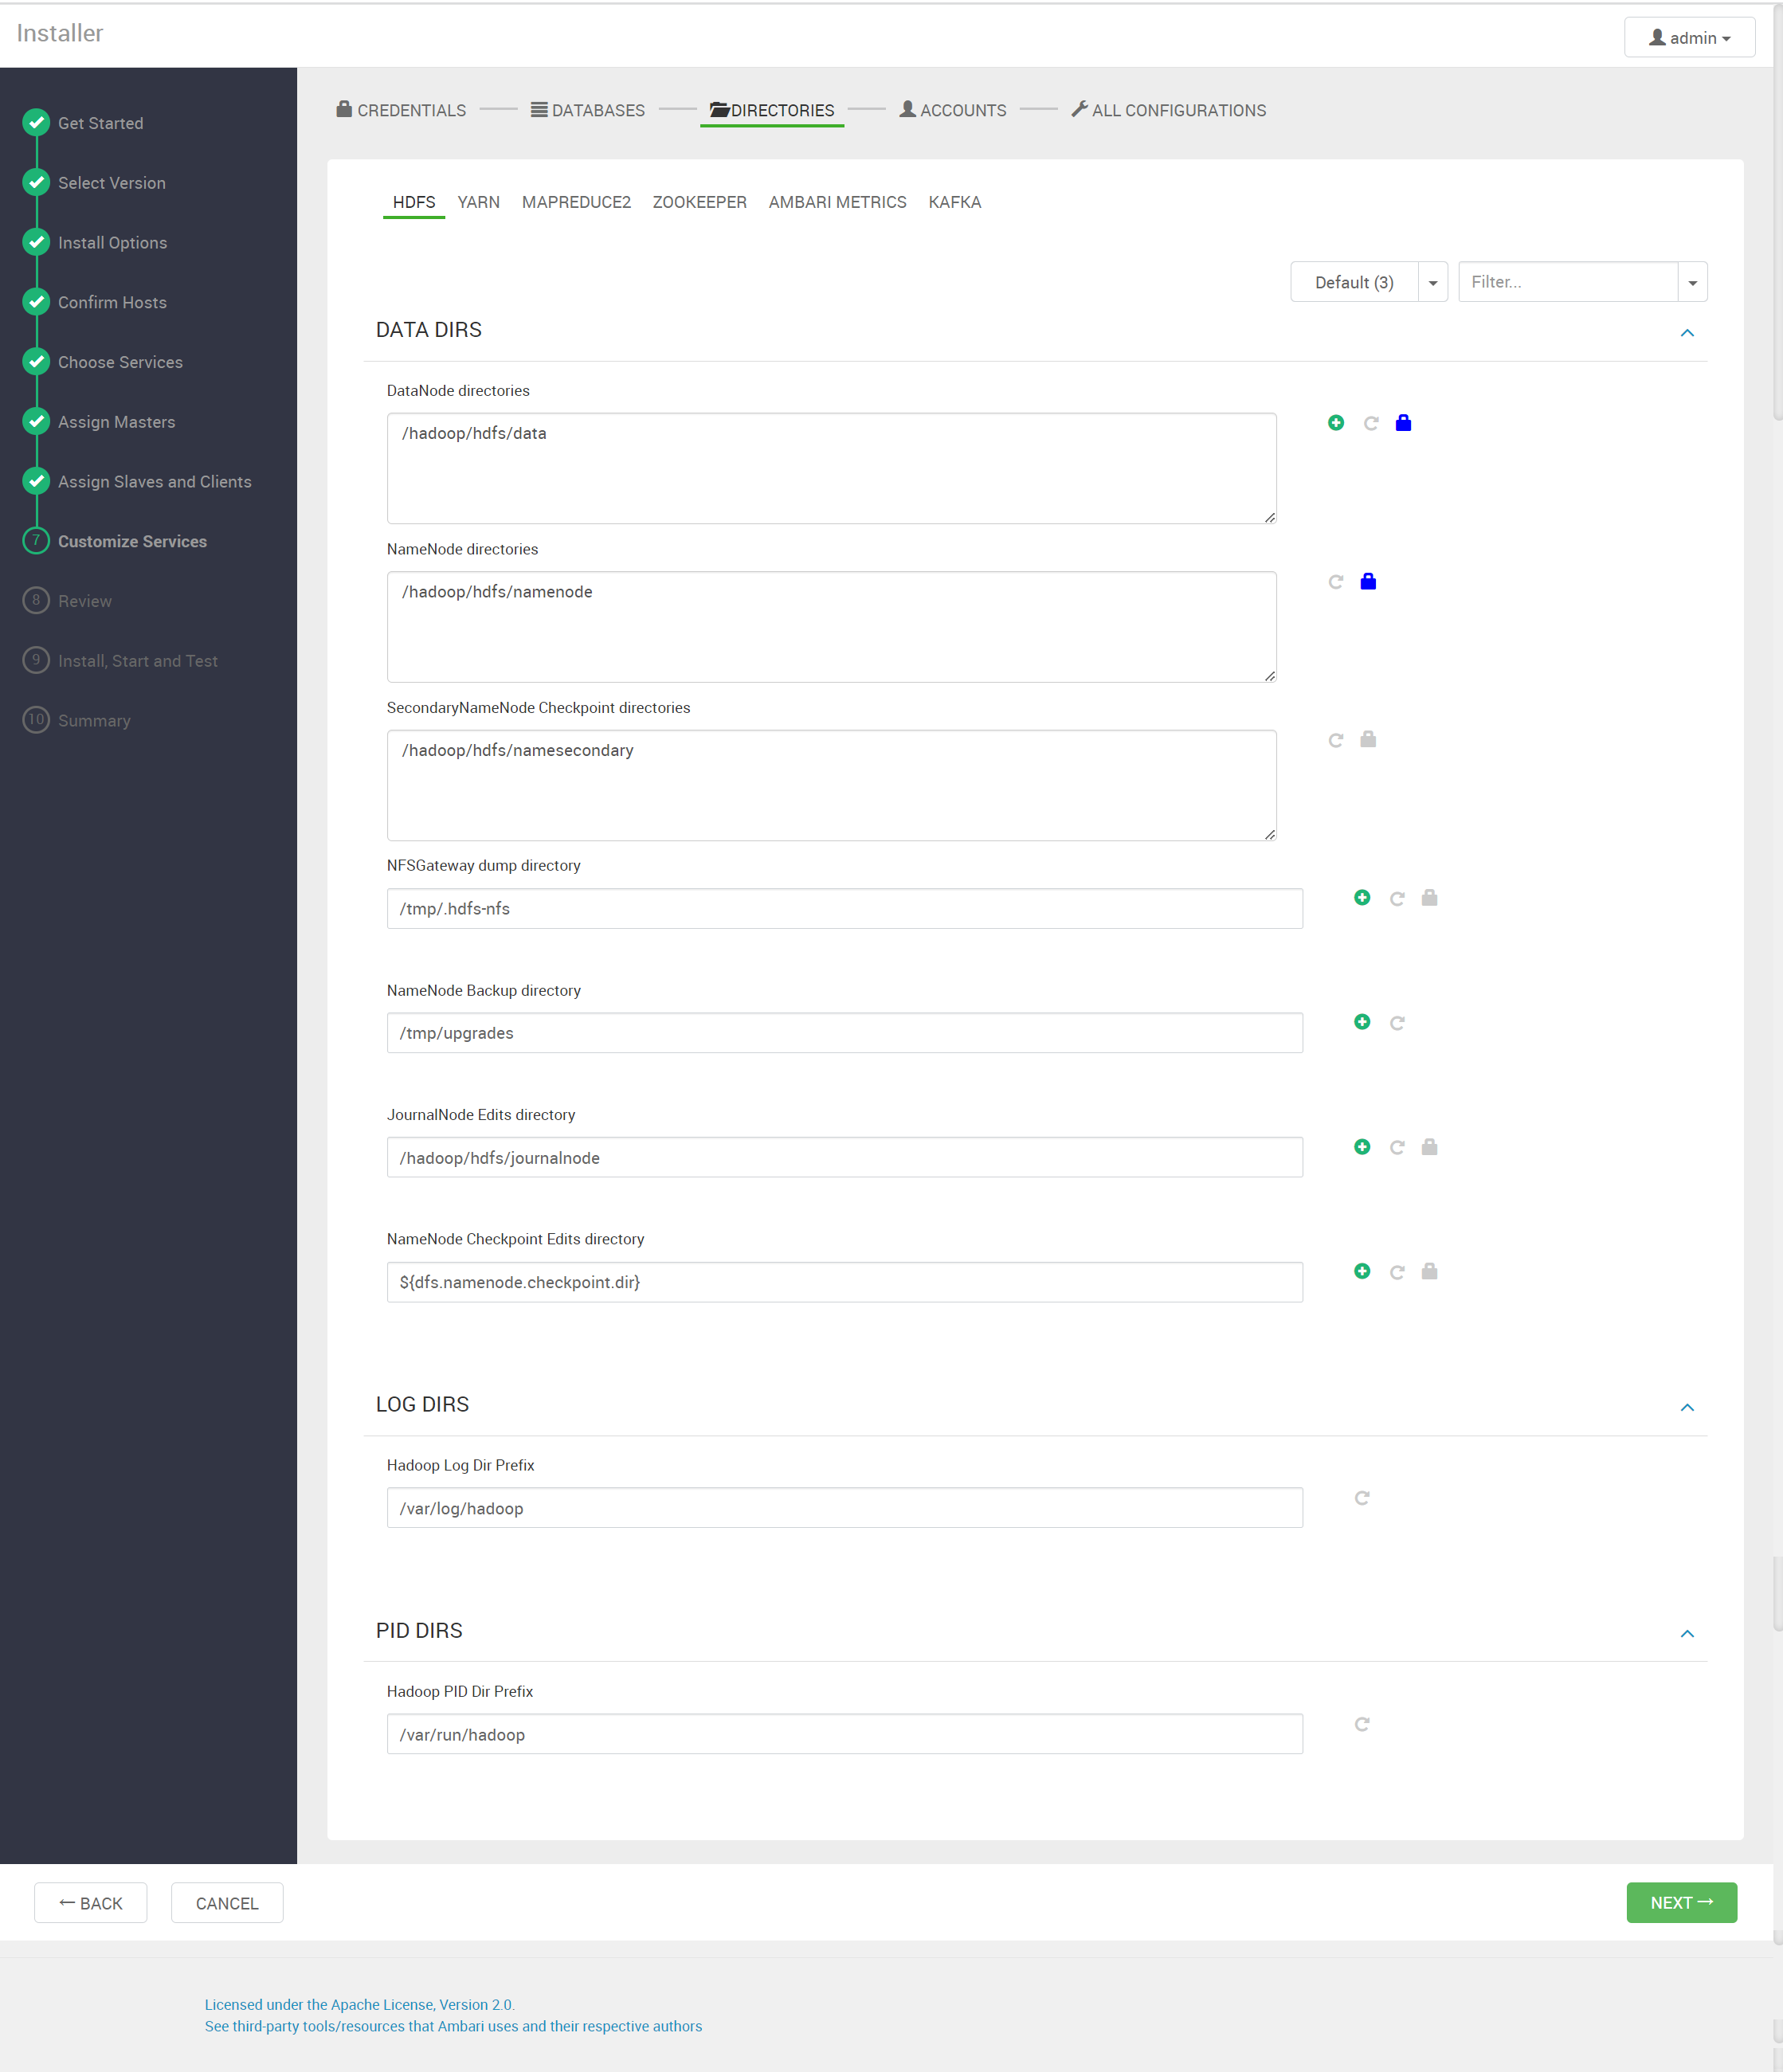 Installer
admin
Get Started
Select Version
Install Options
Confirm Hosts
Choose Services
Assign Masters
Assign Slaves and Clients
7 Customize Services
8 Review
9 Install, Start and Test
10 Summary
CREDENTIALS DATABASES DIRECTORIES ACCOUNTS ALL CONFIGURATIONS
HDFS YARN MAPREDUCE2 ZOOKEEPER AMBARI METRICS KAFKA
Default (3) Filter...
DATA DIRS
DataNode directories
/hadoop/hdfs/data
NameNode directories
/hadoop/hdfs/namenode
SecondaryNameNode Checkpoint directories
/hadoop/hdfs/namesecondary
NFSGateway dump directory
/tmp/.hdfs-nfs
NameNode Backup directory
/tmp/upgrades
JournalNode Edits directory
/hadoop/hdfs/journalnode
NameNode Checkpoint Edits directory
${dfs.namenode.checkpoint.dir}
LOG DIRS
Hadoop Log Dir Prefix
/var/log/hadoop
PID DIRS
Hadoop PID Dir Prefix
/var/run/hadoop
← BACK CANCEL NEXT →
Licensed under the Apache License, Version 2.0.
See third-party tools/resources that Ambari uses and their respective authors